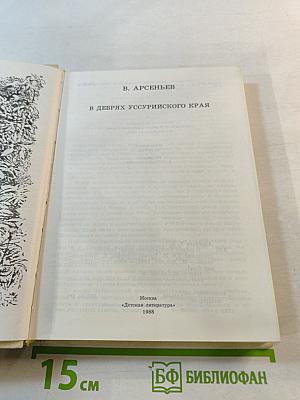 В. АРСЕНЬЕВ
В ДЕБРЯХ УССУРИЙСКОГО КРАЯ
Москва
«Детская литература»
1988
15 см
БФ БИБЛИОФАН